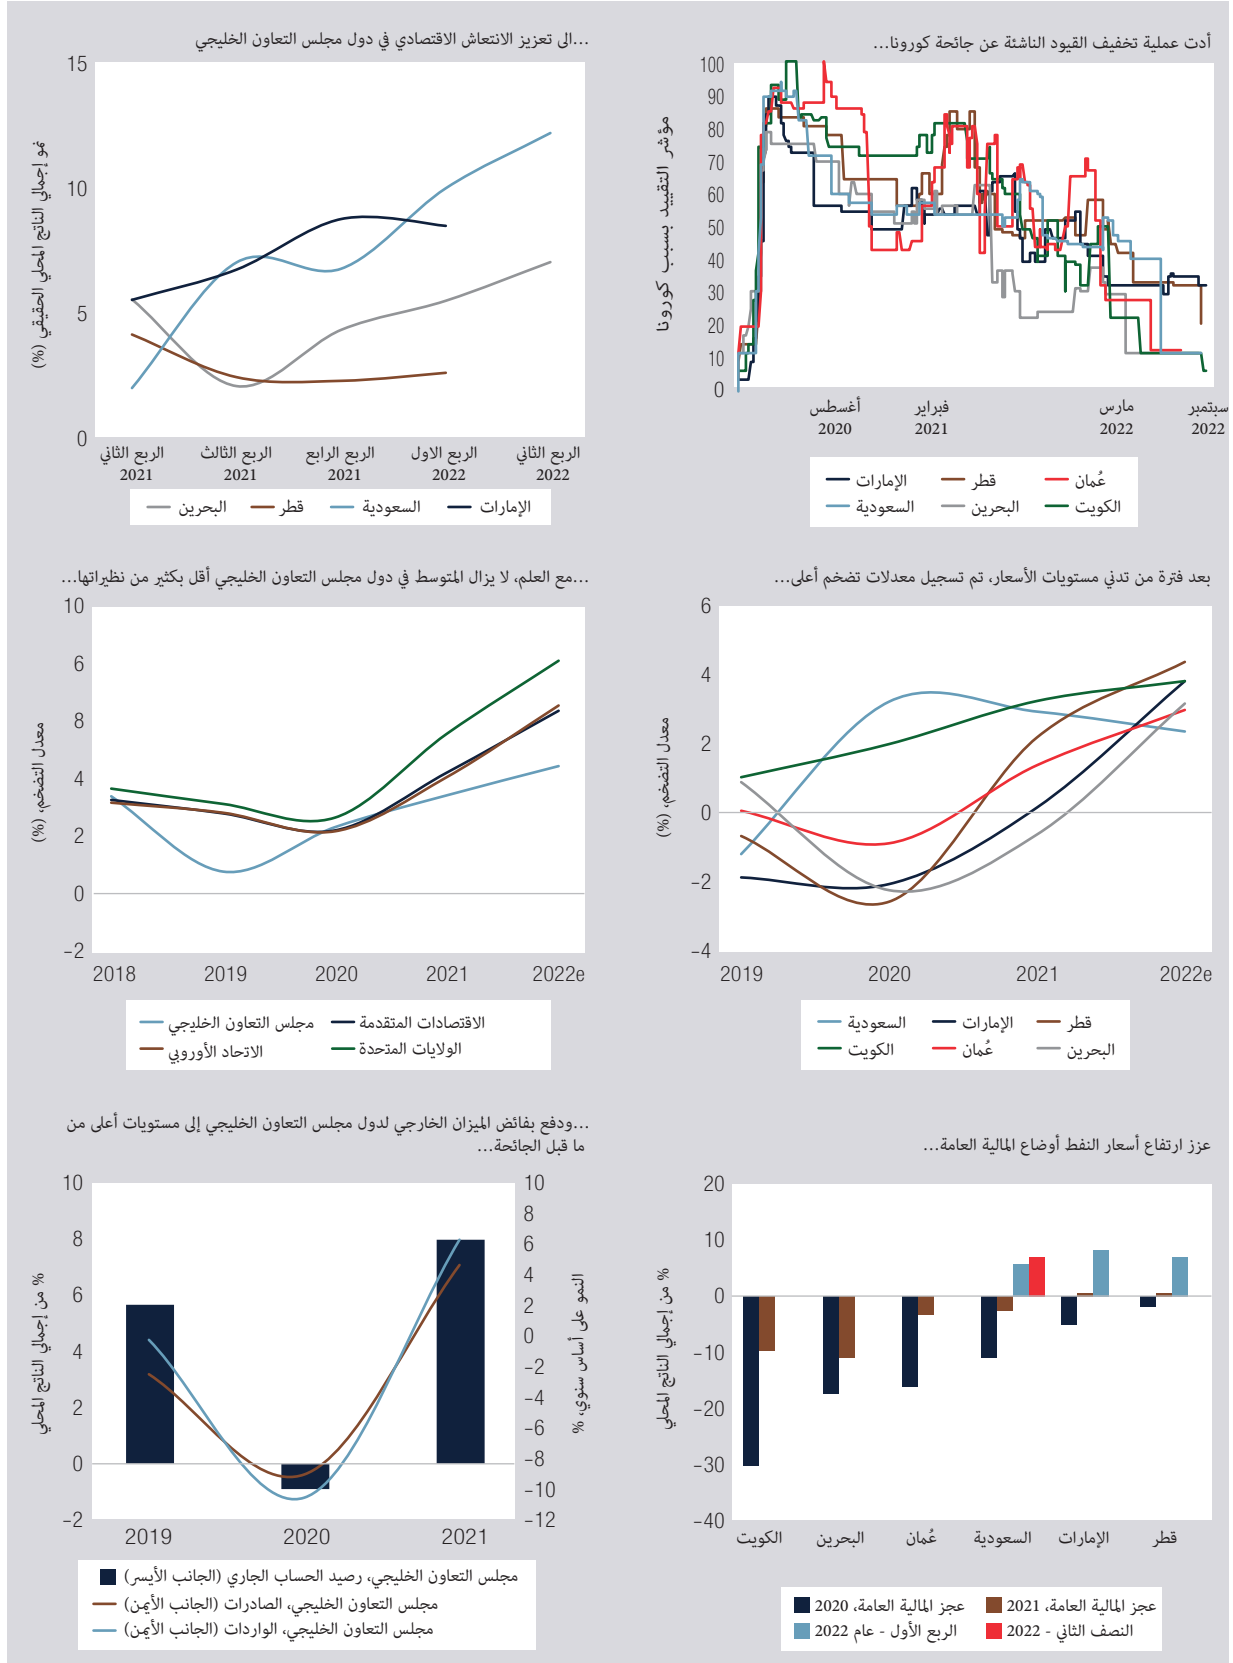 أدت عملية تخفيف القيود الناشئة عن جائحة كورونا...
مؤشر التقييد بسبب كورونا
100
90
80
70
60
50
40
30
20
10
0
أغسطس 2020
فبراير 2021
مارس 2022
سبتمبر 2022
الإمارات
قطر
عُمان
السعودية
البحرين
الكويت
...الى تعزيز الانتعاش الاقتصادي في دول مجلس التعاون الخليجي
نمو إجمالي الناتج المحلي الحقيقي (%)
15
10
5
0
الربع الثاني 2021
الربع الثالث 2021
الربع الرابع 2021
الربع الاول 2022
الربع الثاني 2022
البحرين
قطر
السعودية
الإمارات
بعد فترة من تدني مستويات الأسعار، تم تسجيل معدلات تضخم أعلى...
معدل التضخم، (%)
6
4
2
0
-2
-4
2019
2020
2021
2022e
السعودية
الإمارات
قطر
الكويت
عُمان
البحرين
...مع العلم، لا يزال المتوسط في دول مجلس التعاون الخليجي أقل بكثير من نظيراتها...
معدل التضخم، (%)
10
6
8
4
2
0
-2
2018
2019
2020
2021
2022e
مجلس التعاون الخليجي
الاقتصادات المتقدمة
الاتحاد الأوروبي
الولايات المتحدة
عزز ارتفاع أسعار النفط أوضاع المالية العامة...
% من إجمالي الناتج المحلي
20
10
0
-10
-20
-30
-40
الكويت
البحرين
عُمان
السعودية
الإمارات
قطر
عجز المالية العامة، 2020
عجز المالية العامة، 2021
الربع الأول - عام 2022
النصف الثاني - 2022
...ودفع بفائض الميزان الخارجي لدول مجلس التعاون الخليجي إلى مستويات أعلى من
ما قبل الجائحة...
% من إجمالي الناتج المحلي
10
8
6
4
2
0
-2
النمو على أساس سنوي، %
10
8
6
4
2
0
-2
-4
-6
-8
-10
-12
2019
2020
2021
مجلس التعاون الخليجي، رصيد الحساب الجاري (الجانب الأيسر)
مجلس التعاون الخليجي، الصادرات (الجانب الأيمن)
مجلس التعاون الخليجي، الواردات (الجانب الأيمن)